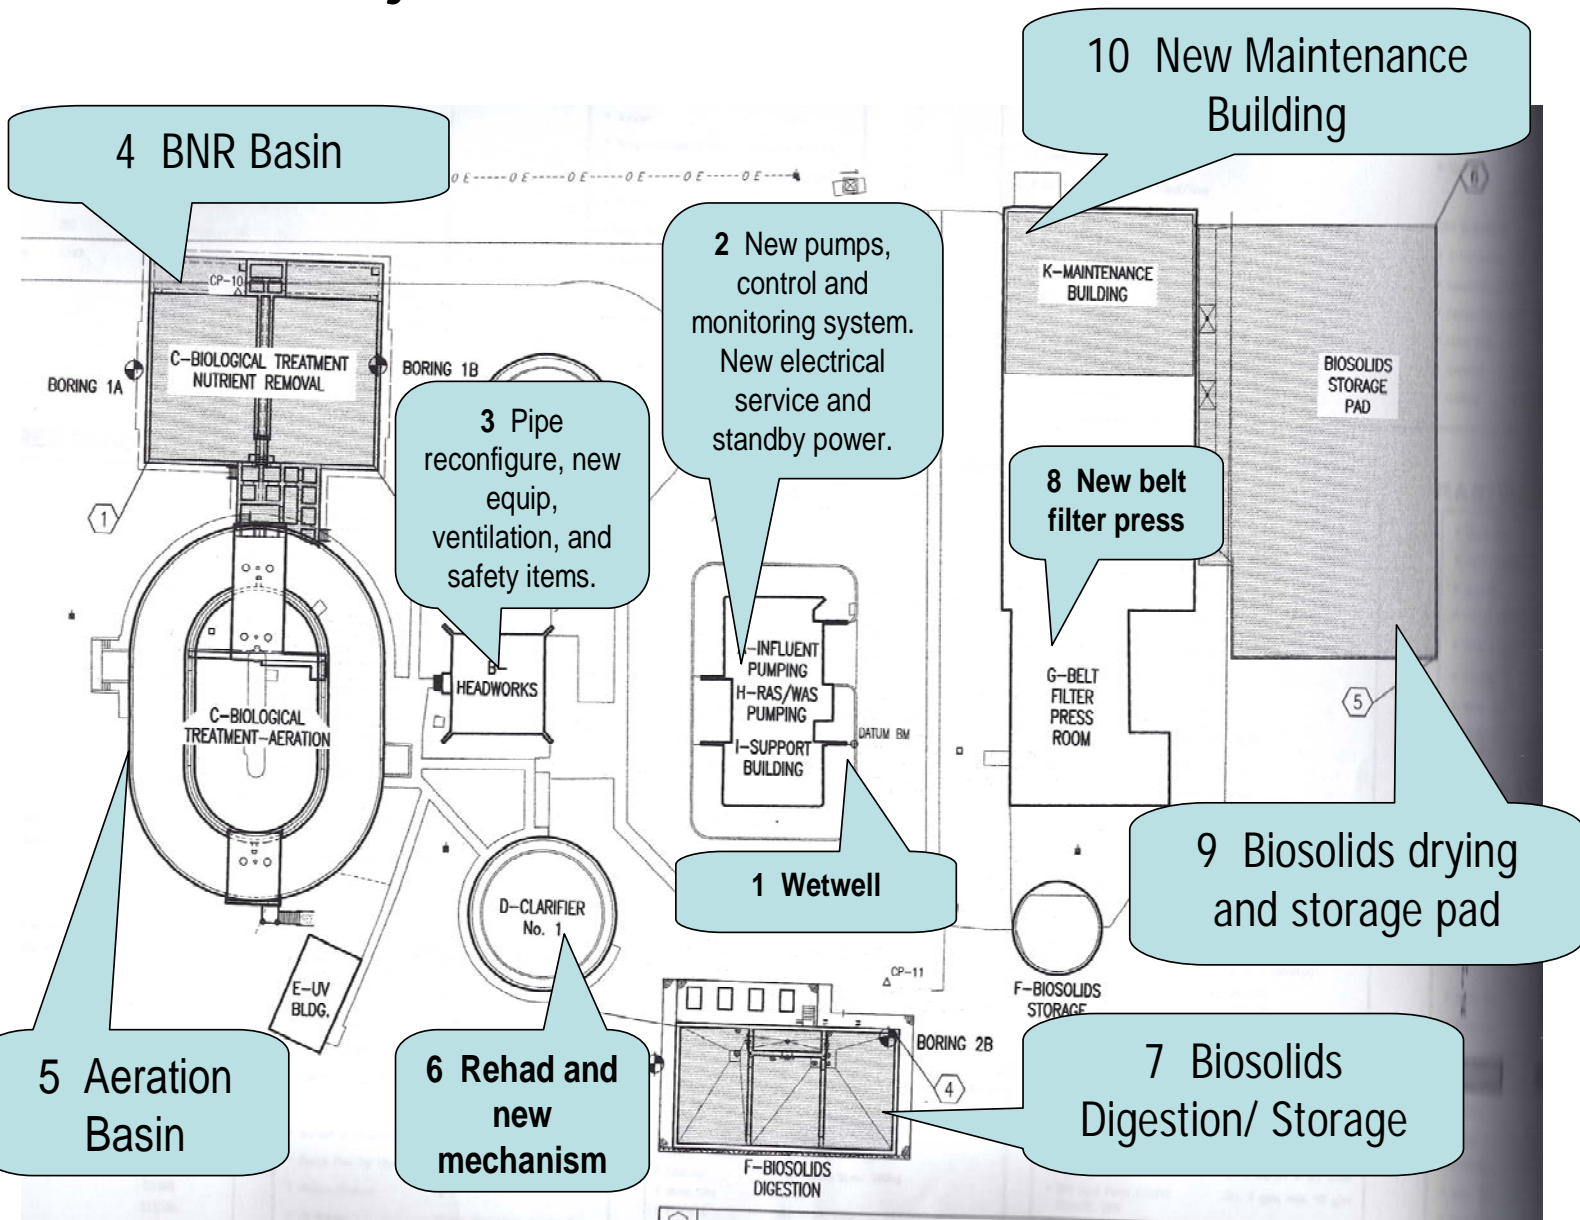 10 New Maintenance
Building
4 BNR Basin
O E O E O E O E O E O E
6
2 New pumps,
control and
monitoring system.
New electrical
service and
standby power.
CP-10
K-MAINTENANCE
BUILDING
C-BIOLOGICAL TREATMENT
NUTRIENT REMOVAL
BORING 1A
BORING 1B
BIOSOLIDS
STORAGE
PAD
3 Pipe
reconfigure, new
equip,
ventilation, and
safety items.
8 New belt
filter press
1
B-
HEADWORKS
-INFLUENT
PUMPING
H-RAS/WAS
PUMPING
I-SUPPORT
BUILDING
G-BELT
FILTER
PRESS
ROOM
5
C-BIOLOGICAL
TREATMENT-AERATION
DATUM BM
1 Wetwell
9 Biosolids drying
and storage pad
D-CLARIFIER
No. 1
E-UV
BLDG.
CP-11
F-BIOSOLIDS
STORAGE
BORING 2B
4
5 Aeration
Basin
6 Rehad and
new
mechanism
7 Biosolids
Digestion/ Storage
F-BIOSOLIDS
DIGESTION